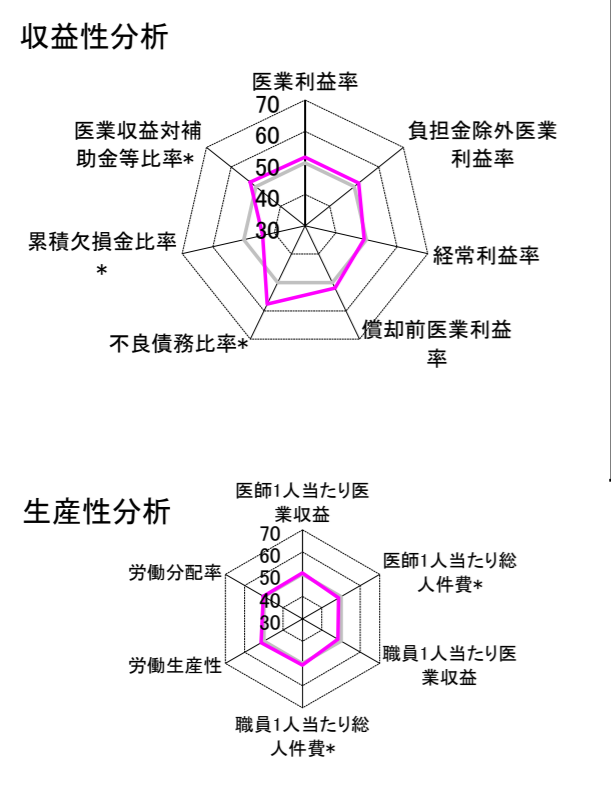 収益性分析
医業利益率
70
60
50
40
30
負担金除外医業
利益率
経常利益率
償却前医業利益
率
不良債務比率*
累積欠損金比率
*
医業収益対補
助金等比率*
生産性分析
医師1人当たり医
業収益
70
60
50
40
30
医師1人当たり総
人件費*
職員1人当たり医
業収益
職員1人当たり総
人件費*
労働生産性
労働分配率